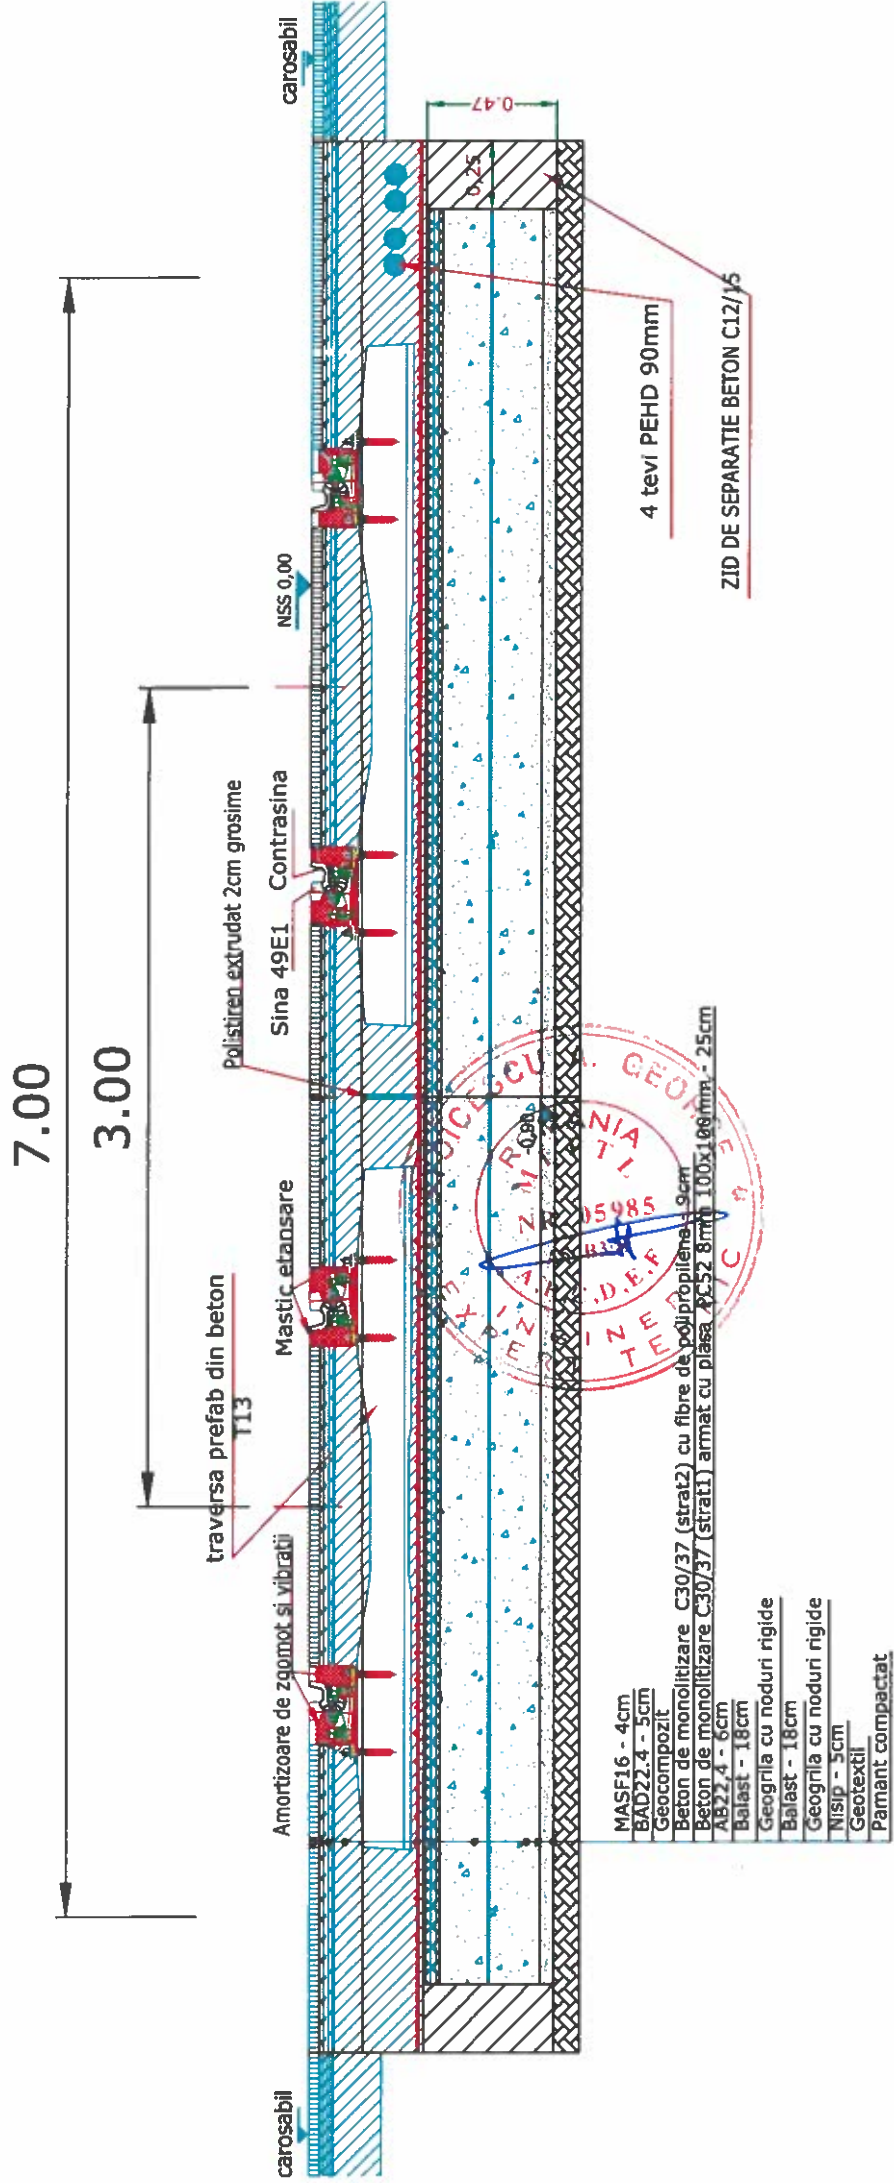 7.00
3.00
carosabil
carosabil
NSS 0,00
Polistiren extrudat 2cm grosime
Sina 49E1
Contrasina
traversa prefab din beton
T13
Mastic etansare
Amortizoare de zgomot si vibratii
0.47
0.25
4 tevi PEHD 90mm
ZID DE SEPARATIE BETON C12/15
-0,90
MASF16 - 4cm
BAD22.4 - 5cm
Geocompozit
Beton de monolitizare C30/37 (strat2) cu fibre de polipropilena - 9cm
Beton de monolitizare C30/37 (strat1) armat cu plasa PC52 8mm 100x100mm - 25cm
AB22,4 - 6cm
Balast - 18cm
Geogrila cu noduri rigide
Balast - 18cm
Geogrila cu noduri rigide
Nisip - 5cm
Geotextil
Pamant compactat
05985